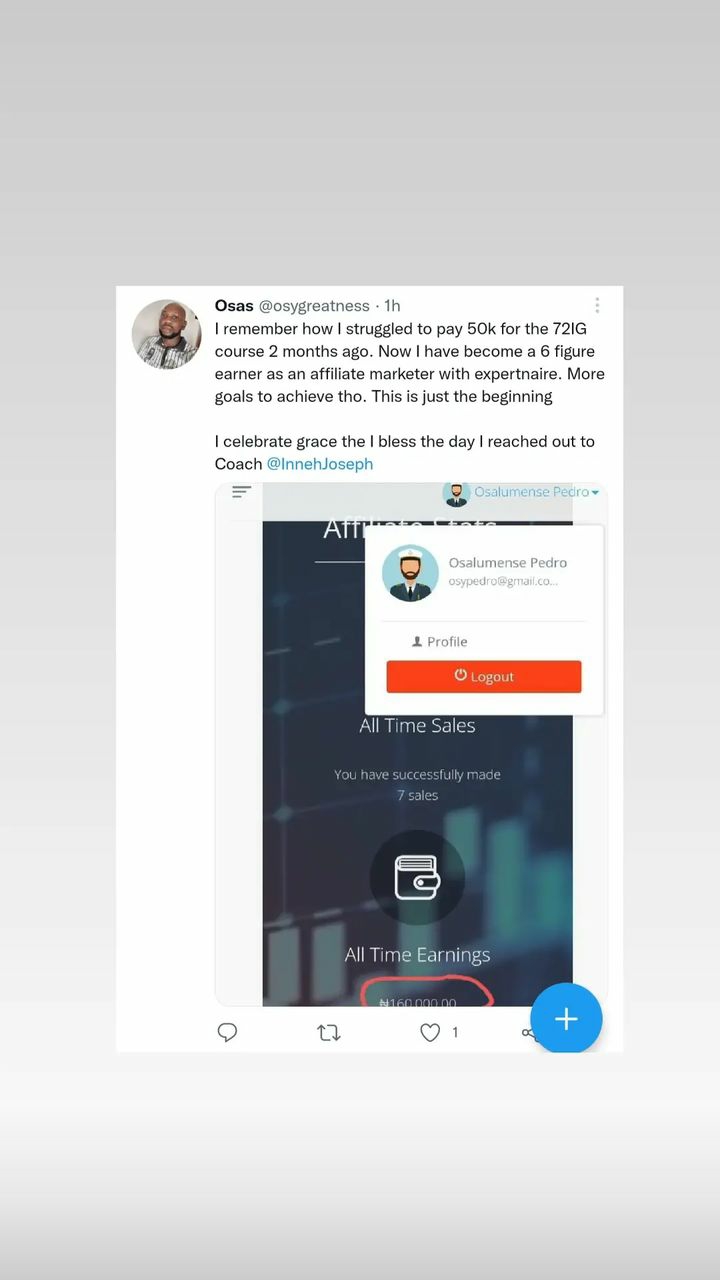 Osas @osygreatness · 1h
I remember how I struggled to pay 50k for the 72IG
course 2 months ago. Now I have become a 6 figure
earner as an affiliate marketer with expertnaire. More
goals to achieve tho. This is just the beginning
I celebrate grace the I bless the day I reached out to
Coach @InnehJoseph
Osalumense Pedro
Affiliate Stats
Osalumense Pedro
osypedro@gmail.co...
Profile
Logout
All Time Sales
You have successfully made
7 sales
All Time Earnings
₦160,000.00
1